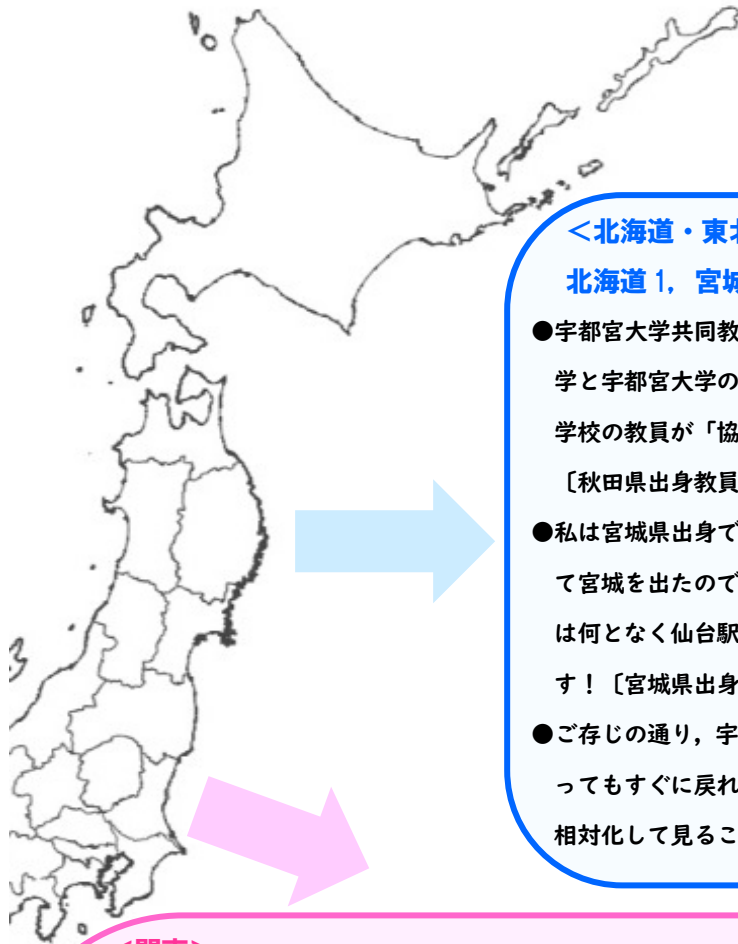 ＜北海道・東北
北海道 1，宮城
●宇都宮大学共同教
学と宇都宮大学の
学校の教員が「協
〔秋田県出身教員
●私は宮城県出身で
て宮城を出たので
は何となく仙台駅
す！〔宮城県出身
●ご存じの通り，宇
ってもすぐに戻れ
相対化して見るこ
＜関東＞